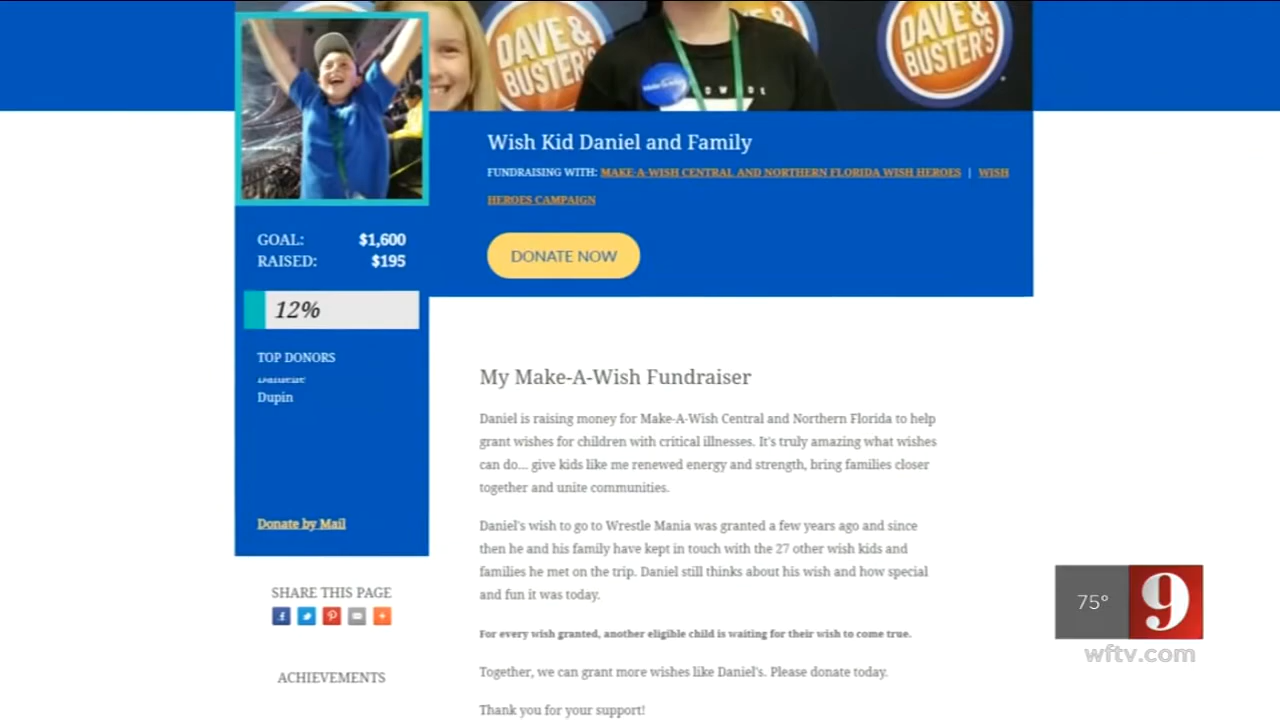 DAVE &
BUSTER'S
DAVE &
BUSTER'S
Wish Kid Daniel and Family
FUNDRAISING WITH: MAKE-A-WISH CENTRAL AND NORTHERN FLORIDA WISH HEROES | WISH
HEROES CAMPAIGN
DONATE NOW
GOAL: $1,600
RAISED: $195
12%
TOP DONORS
Dupin
Donate by Mail
SHARE THIS PAGE
ACHIEVEMENTS
My Make-A-Wish Fundraiser
Daniel is raising money for Make-A-Wish Central and Northern Florida to help
grant wishes for children with critical illnesses. It's truly amazing what wishes
can do... give kids like me renewed energy and strength, bring families closer
together and unite communities.
Daniel's wish to go to Wrestle Mania was granted a few years ago and since
then he and his family have kept in touch with the 27 other wish kids and
families he met on the trip. Daniel still thinks about his wish and how special
and fun it was today.
For every wish granted, another eligible child is waiting for their wish to come true.
Together, we can grant more wishes like Daniel's. Please donate today.
Thank you for your support!
75° 9
wftv.com